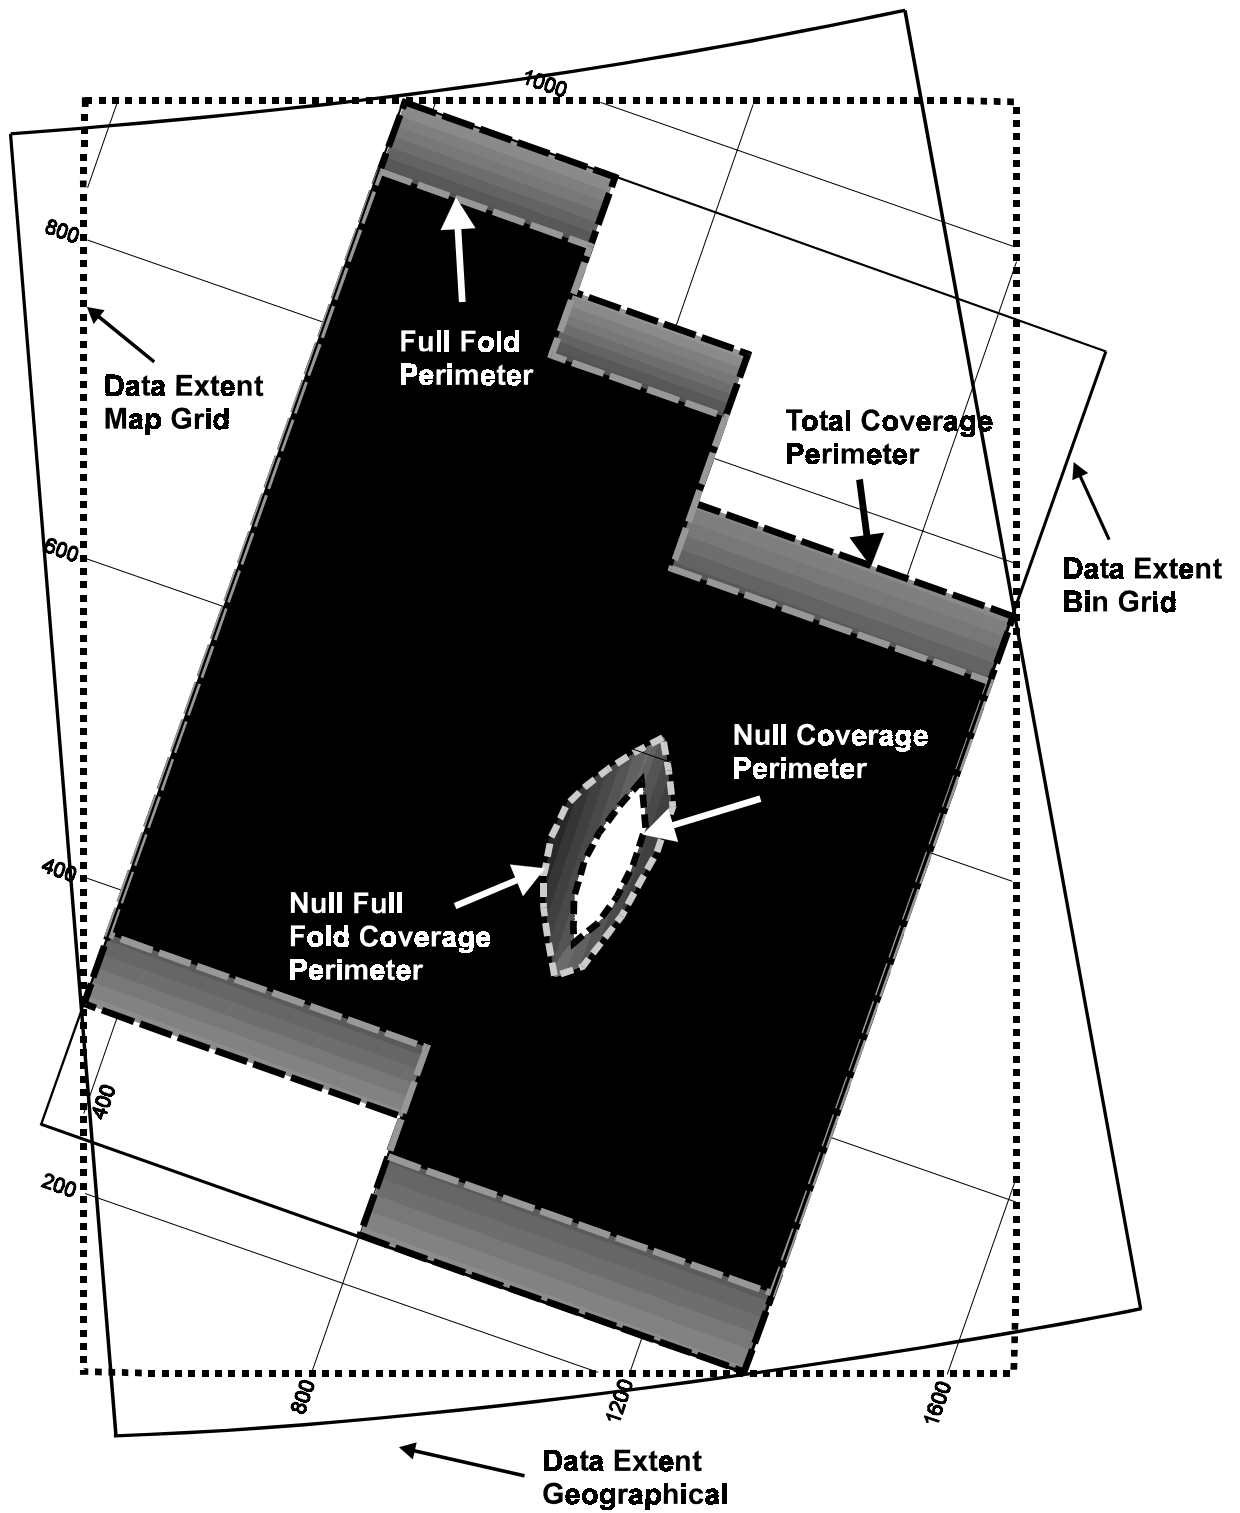 1000
800
Full Fold
Perimeter
Data Extent
Map Grid
Total Coverage
Perimeter
600
Data Extent
Bin Grid
Null Coverage
Perimeter
400
Null Full
Fold Coverage
Perimeter
400
200
800
1200
1600
Data Extent
Geographical